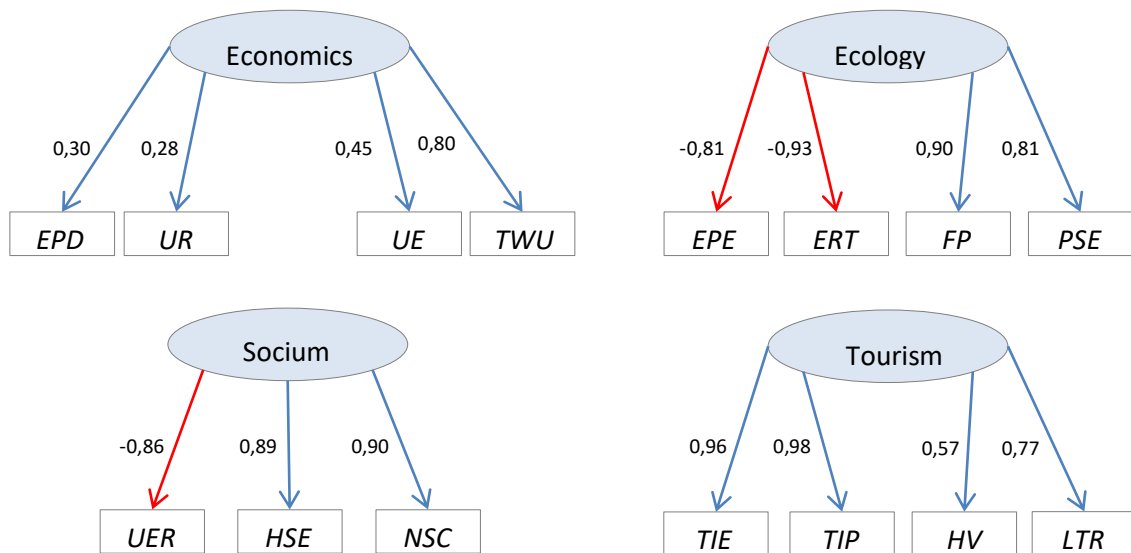 Economics
0,30
0,28
0,45
0,80
EPD
UR
UE
TWU
Ecology
-0,81
-0,93
0,90
0,81
EPE
ERT
FP
PSE
Socium
-0,86
0,89
0,90
UER
HSE
NSC
Tourism
0,96
0,98
0,57
0,77
TIE
TIP
HV
LTR